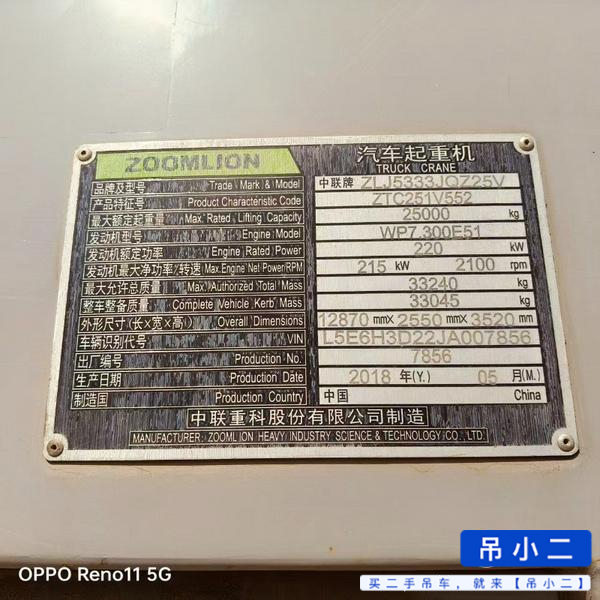 ZOOMLION 汽车起重机
TRUCK CRANE
品牌及型号 Trade Mark & Model 中联牌 ZLJ5333JQZ25V
产品特征号 Product Characteristic Code ZTC251V552
最大额定起重量 Max. Rated Lifting Capacity 25000 kg
发动机型号 Engine Model WP7.300E51
发动机额定功率 Engine Rated Power 220 kW
发动机最大净功率/转速 Max.Engine Net Power/RPM 215 kW 2100 rpm
最大允许总质量 Max. Authorized Total Mass 33240 kg
整车整备质量 Complete Vehicle Kerb Mass 33045 kg
外形尺寸(长×宽×高) Overall Dimensions 12870 mm× 2550 mm× 3520 mm
车辆识别代号 VIN L5E6H3D22JA007856
出厂编号 Production No. 7856
生产日期 Production Date 2018 年(Y.) 05 月(M.)
制造国 Production Country 中国 China
中联重科股份有限公司制造
MANUFACTURER: ZOOMLION HEAVY INDUSTRY SCIENCE & TECHNOLOGY CO., LTD.
吊小二
买二手吊车,就来【吊小二】
OPPO Reno11 5G